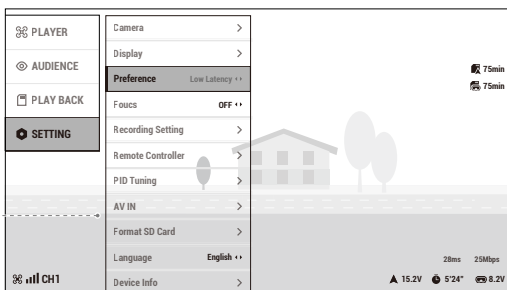 PLAYER
AUDIENCE
PLAY BACK
SETTING
Camera
Display
Preference Low Latency
Foucs OFF
Recording Setting
Remote Controller
PID Tuning
AV IN
Format SD Card
Language English
Device Info
75min
75min
28ms 25Mbps
CH1
15.2V 5'24" 8.2V